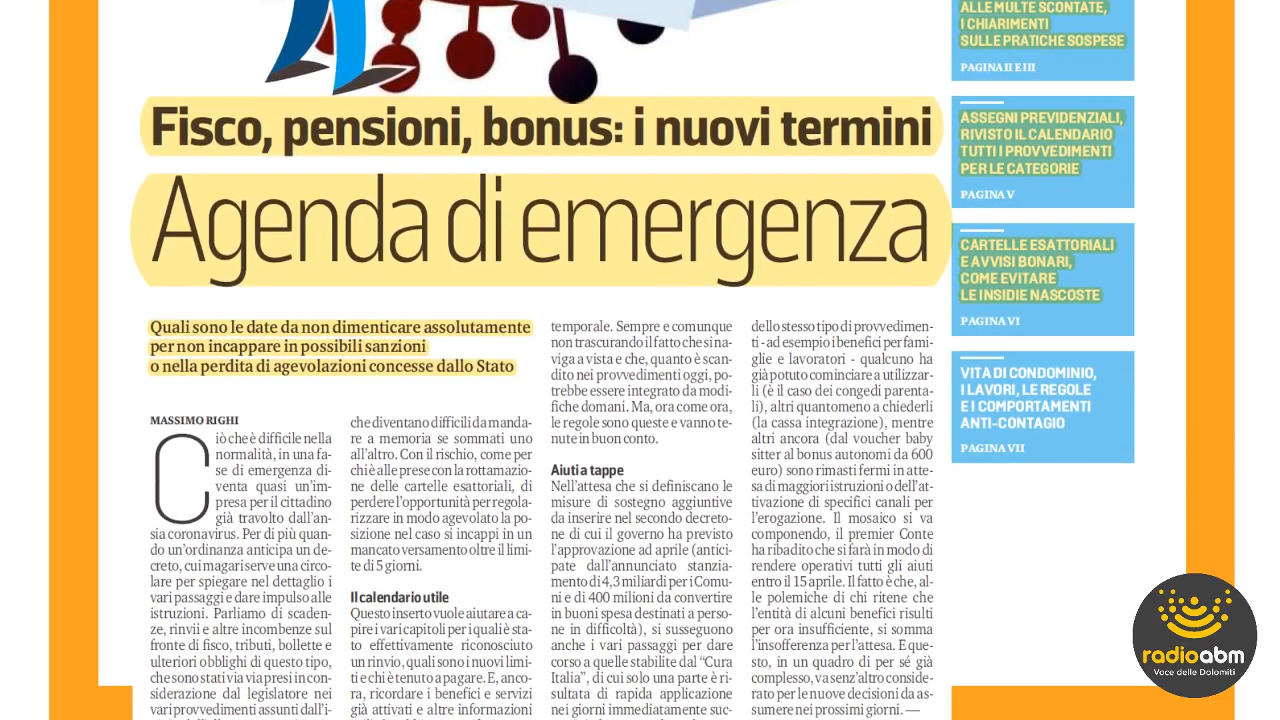 Fisco, pensioni, bonus: i nuovi termini
Agenda di emergenza
Quali sono le date da non dimenticare assolutamente
per non incappare in possibili sanzioni
o nella perdita di agevolazioni concesse dallo Stato
MASSIMO RIGHI
Ciò che è difficile nella
normalità, in una fa-
se di emergenza di-
venta quasi un'im-
presa per il cittadino
già travolto dall'an-
sia coronavirus. Per di più quan-
do un'ordinanza anticipa un de-
creto, cui magari serve una circo-
lare per spiegare nel dettaglio i
vari passaggi e dare impulso alle
istruzioni. Parliamo di scaden-
ze, rinvii e altre incombenze sul
fronte di fisco, tributi, bollette e
ulteriori obblighi di questo tipo,
che sono stati via via presi in con-
siderazione dal legislatore nei
vari provvedimenti assunti dall'i-
che diventano difficili da manda-
re a memoria se sommati uno
all'altro. Con il rischio, come per
chi è alle prese con la rottamazio-
ne delle cartelle esattoriali, di
perdere l'opportunità per regola-
rizzare in modo agevolato la po-
sizione nel caso si incappi in un
mancato versamento oltre il limi-
te di 5 giorni.
Il calendario utile
Questo inserto vuole aiutare a ca-
pire i vari capitoli per i quali è sta-
to effettivamente riconosciuto
un rinvio, quali sono i nuovi limi-
ti e chi è tenuto a pagare. E, anco-
ra, ricordare i benefici e servizi
già attivati e altre informazioni
temporale. Sempre e comunque
non trascurando il fatto che si na-
viga a vista e che, quanto è scan-
dito nei provvedimenti oggi, po-
trebbe essere integrato da modi-
fiche domani. Ma, ora come ora,
le regole sono queste e vanno te-
nute in buon conto.
Aiuti a tappe
Nell'attesa che si definiscano le
misure di sostegno aggiuntive
da inserire nel secondo decreto-
ne di cui il governo ha previsto
l'approvazione ad aprile (antici-
pate dall'annunciato stanzia-
mento di 4,3 miliardi per i Comu-
ni e di 400 milioni da convertire
in buoni spesa destinati a perso-
ne in difficoltà), si susseguono
anche i vari passaggi per dare
corso a quelle stabilite dal “Cura
Italia”, di cui solo una parte è ri-
sultata di rapida applicazione
nei giorni immediatamente suc-
dello stesso tipo di provvedimen-
ti - ad esempio i benefici per fami-
glie e lavoratori - qualcuno ha
già potuto cominciare a utilizzar-
li (è il caso dei congedi parenta-
li), altri quantomeno a chiederli
(la cassa integrazione), mentre
altri ancora (dal voucher baby
sitter al bonus autonomi da 600
euro) sono rimasti fermi in atte-
sa di maggiori istruzioni o dell'at-
tivazione di specifici canali per
l'erogazione. Il mosaico si va
componendo, il premier Conte
ha ribadito che si farà in modo di
rendere operativi tutti gli aiuti
entro il 15 aprile. Il fatto è che, al-
le polemiche di chi ritene che
l'entità di alcuni benefici risulti
per ora insufficiente, si somma
l'insofferenza per l'attesa. E que-
sto, in un quadro di per sé già
complesso, va senz'altro conside-
rato per le nuove decisioni da as-
sumere nei prossimi giorni. —
ALLE MULTE SCONTATE,
I CHIARIMENTI
SULLE PRATICHE SOSPESE
PAGINA II E III
ASSEGNI PREVIDENZIALI,
RIVISTO IL CALENDARIO
TUTTI I PROVVEDIMENTI
PER LE CATEGORIE
PAGINA V
CARTELLE ESATTORIALI
E AVVISI BONARI,
COME EVITARE
LE INSIDIE NASCOSTE
PAGINA VI
VITA DI CONDOMINIO,
I LAVORI, LE REGOLE
E I COMPORTAMENTI
ANTI-CONTAGIO
PAGINA VII
radioabm
Voce delle Dolomiti